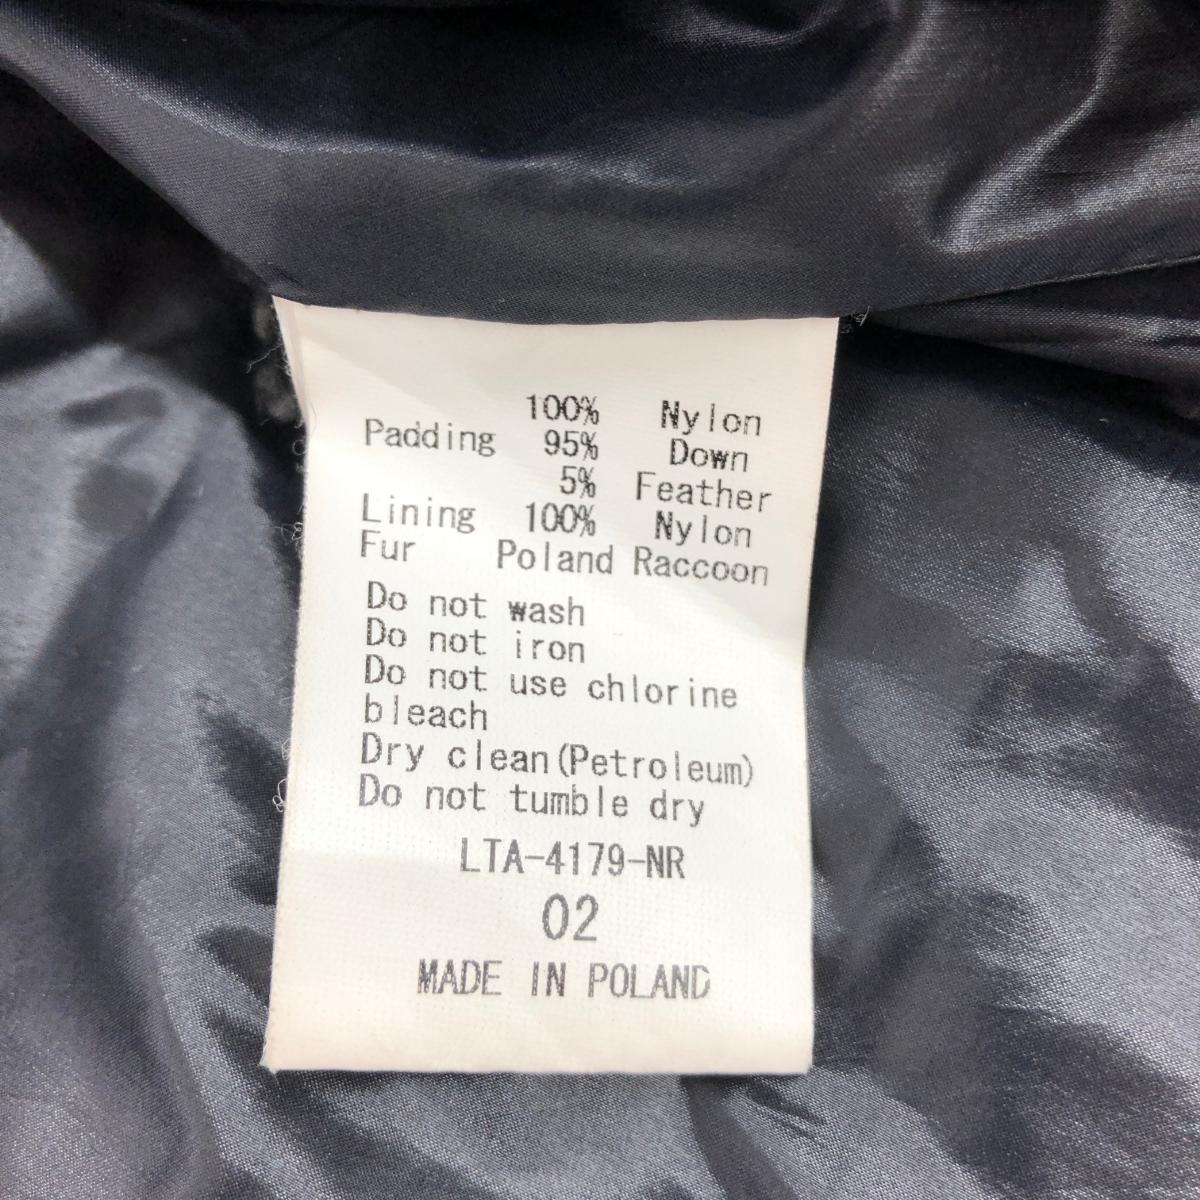 100% Nylon
Padding 95% Down
5% Feather
Lining 100% Nylon
Fur Poland Raccoon
Do not wash
Do not iron
Do not use chlorine
bleach
Dry clean(Petroleum)
Do not tumble dry
LTA-4179-NR
02
MADE IN POLAND